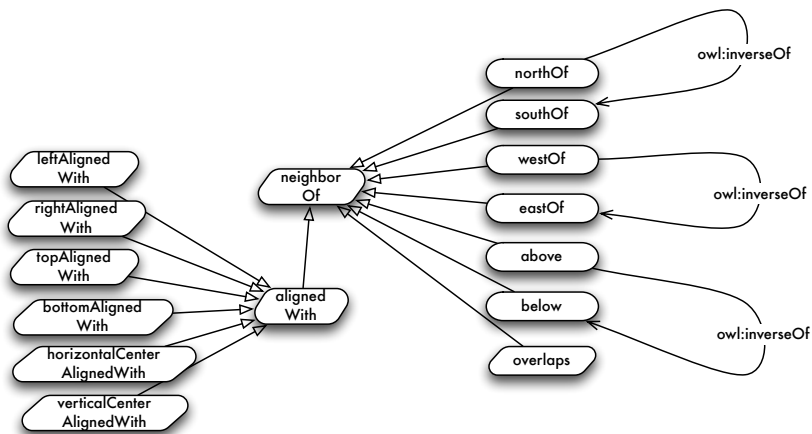 leftAligned
With
rightAligned
With
topAligned
With
bottomAligned
With
horizontalCenter
AlignedWith
verticalCenter
AlignedWith
neighbor
Of
aligned
With
northOf
southOf
westOf
eastOf
above
below
overlaps
owl:inverseOf
owl:inverseOf
owl:inverseOf